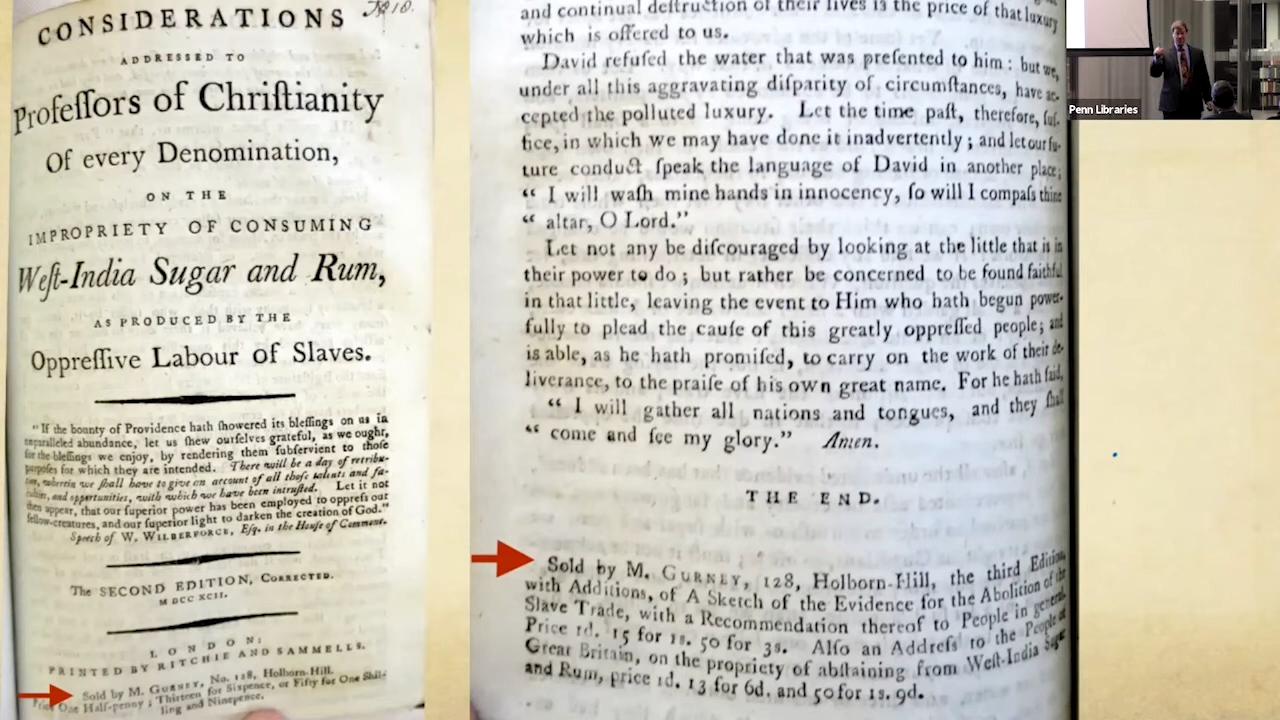 CONSIDERATIONS
ADDRESSED TO
Profeſſors of Chriſtianity
Of every Denomination,
ON THE
IMPROPRIETY OF CONSUMING
Weſt-India Sugar and Rum,
AS PRODUCED BY THE
Oppreſſive Labour of Slaves.
"If the bounty of Providence hath ſhowered its bleſſings on us in
unparalleled abundance, let us ſhew ourſelves grateful, as we ought,
for the bleſſings we enjoy, by rendering them ſubſervient to thoſe
purpoſes for which they are intended. There will be a day of retribu-
wherein we ſhall have to give an account of all thoſe talents and fa-
and opportunities, with which we have been intruſted. Let it not
then appear, that our ſuperior power has been employed to oppreſs our
fellow-creatures, and our ſuperior light to darken the creation of God."
Speech of W. WILBERFORCE, Eſq. in the Houſe of Commons.
The SECOND EDITION, CORRECTED.
M DCC XCII.
LONDON:
PRINTED BY RITCHIE AND SAMMELLS.
Sold by M. GURNEY, No. 128, Holborn-Hill.
Price One Half-penny; Thirteen for Sixpence, or Fifty for One Shil-
ling and Ninepence.
and continual deſtruction of their lives is the price of that luxury
which is offered to us.
David refuſed the water that was preſented to him: but we,
under all this aggravating diſparity of circumſtances, have ac-
cepted the polluted luxury. Let the time paſt, therefore, ſuf-
fice, in which we may have done it inadvertently; and let our fu-
ture conduct ſpeak the language of David in another place;
“ I will waſh mine hands in innocency, ſo will I compaſs thine
“ altar, O Lord.”
Let not any be diſcouraged by looking at the little that is in
their power to do; but rather be concerned to be found faithful
in that little, leaving the event to Him who hath begun power-
fully to plead the cauſe of this greatly oppreſſed people; and
is able, as he hath promiſed, to carry on the work of their de-
liverance, to the praiſe of his own great name. For he hath ſaid,
“ I will gather all nations and tongues, and they ſhall
“ come and ſee my glory.” Amen.
THE END.
Sold by M. GURNEY, 128, Holborn-Hill, the third Edition,
with Additions, of A Sketch of the Evidence for the Abolition of the
Slave Trade, with a Recommendation thereof to People in general.
Price 1d. 15 for 1s. 50 for 3s. Alſo an Addreſs to the People of
Great Britain, on the propriety of abſtaining from Weſt-India Sugar
and Rum, price 1d. 13 for 6d. and 50 for 1s. 9d.
Penn Libraries